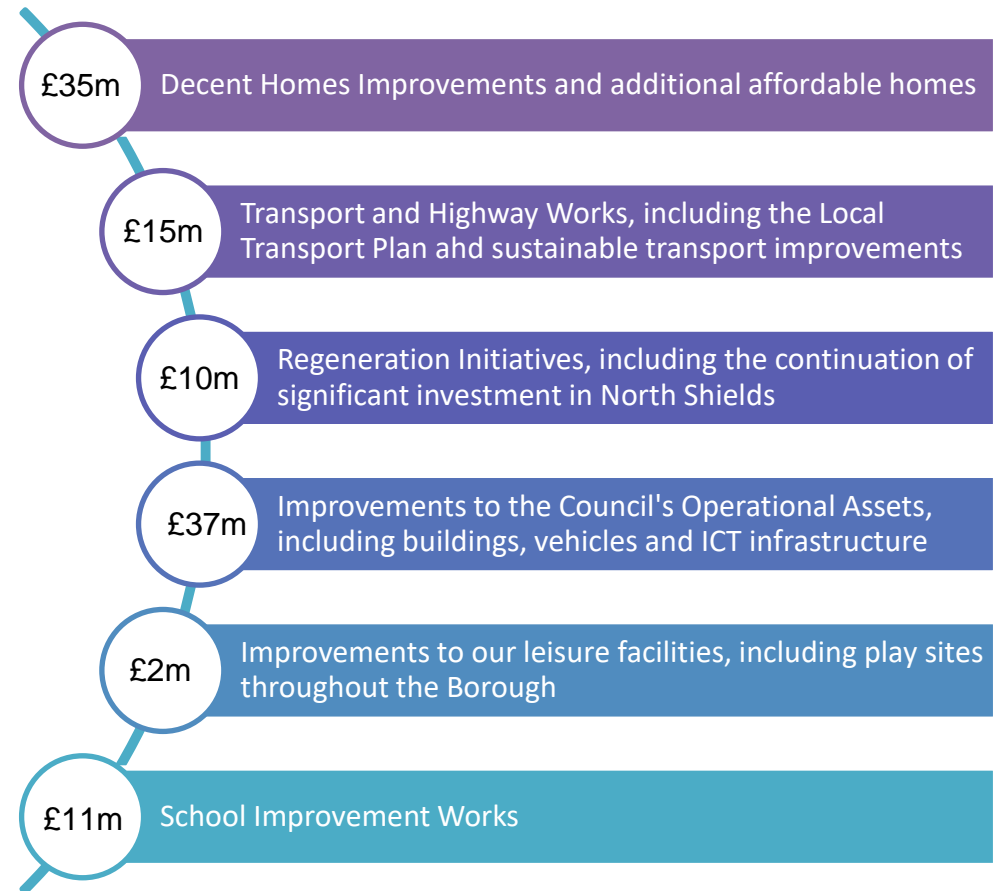 £35m
Decent Homes Improvements and additional affordable homes
£15m
Transport and Highway Works, including the Local
Transport Plan ahd sustainable transport improvements
£10m
Regeneration Initiatives, including the continuation of
significant investment in North Shields
£37m
Improvements to the Council's Operational Assets,
including buildings, vehicles and ICT infrastructure
£2m
Improvements to our leisure facilities, including play sites
throughout the Borough
£11m
School Improvement Works